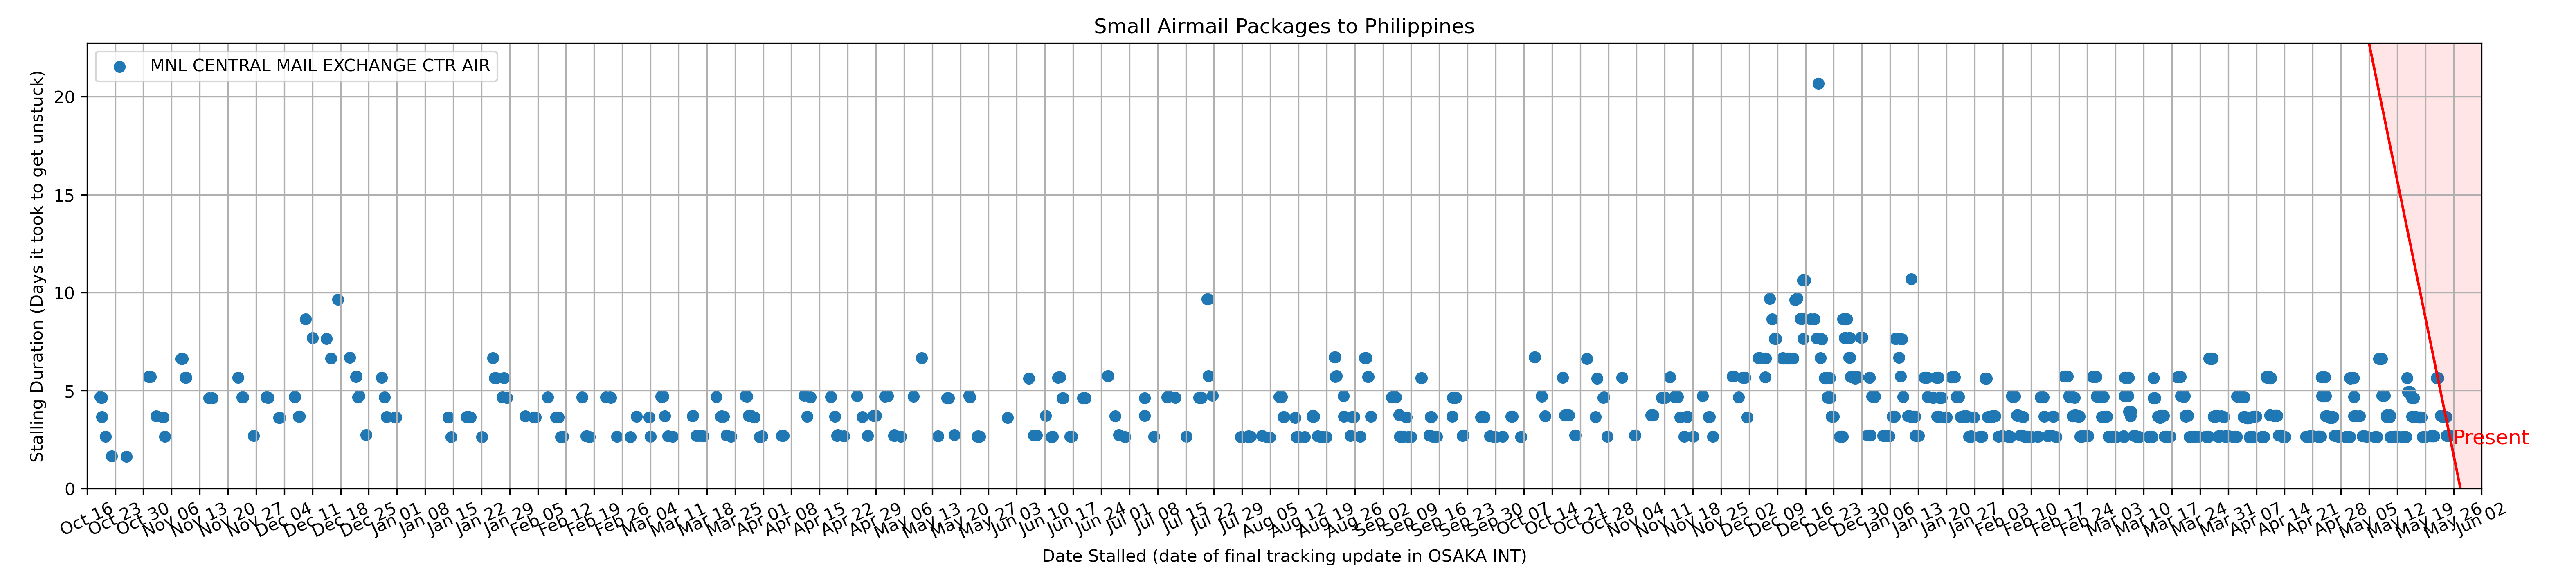 Small Airmail Packages to Philippines
MNL CENTRAL MAIL EXCHANGE CTR AIR
Stalling Duration (Days it took to get unstuck)
20
15
10
5
0
Present
Oct 16 Oct 23 Oct 30 Nov 06 Nov 13 Nov 20 Nov 27 Dec 04 Dec 11 Dec 18 Dec 25 Jan 01 Jan 08 Jan 15 Jan 22 Jan 29 Feb 05 Feb 12 Feb 19 Feb 26 Mar 04 Mar 11 Mar 18 Mar 25 Apr 01 Apr 08 Apr 15 Apr 22 Apr 29 May 06 May 13 May 20 May 27 Jun 03 Jun 10 Jun 17 Jun 24 Jul 01 Jul 08 Jul 15 Jul 22 Jul 29 Aug 05 Aug 12 Aug 19 Aug 26 Sep 02 Sep 09 Sep 16 Sep 23 Sep 30 Oct 07 Oct 14 Oct 21 Oct 28 Nov 04 Nov 11 Nov 18 Nov 25 Dec 02 Dec 09 Dec 16 Dec 23 Dec 30 Jan 06 Jan 13 Jan 20 Jan 27 Feb 03 Feb 10 Feb 17 Feb 24 Mar 03 Mar 10 Mar 17 Mar 24 Mar 31 Apr 07 Apr 14 Apr 21 Apr 28 May 05 May 12 May 19 May 26 Jun 02
Date Stalled (date of final tracking update in OSAKA INT)